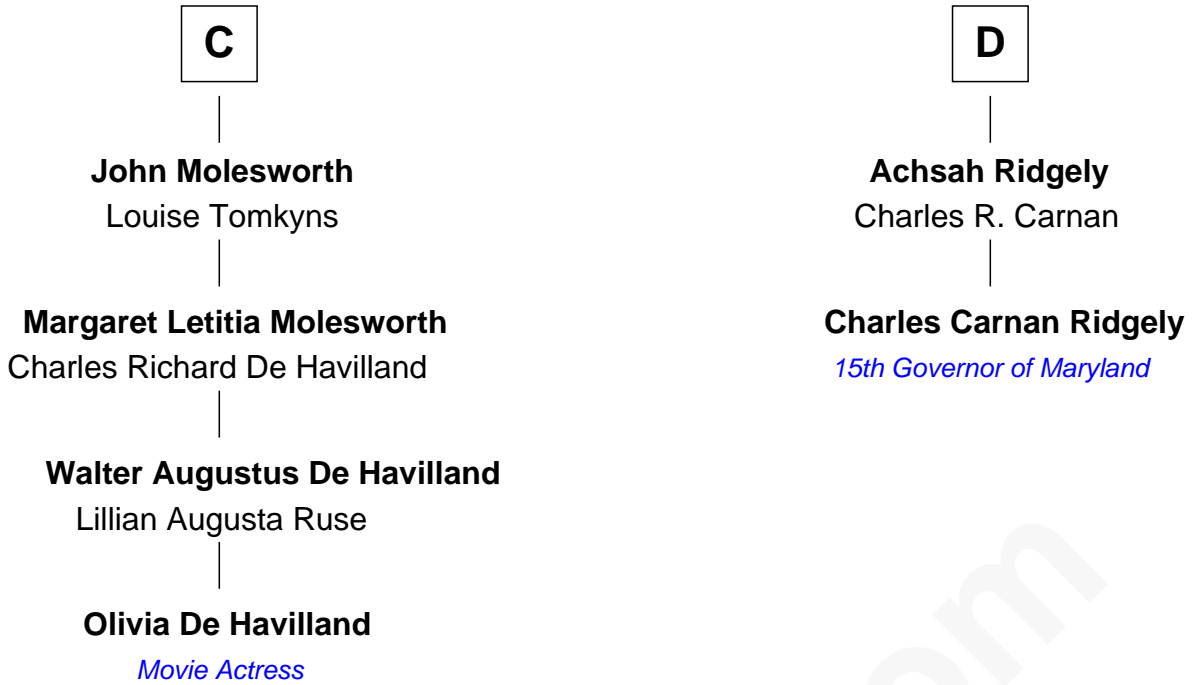 C
John Molesworth
Louise Tomkyns
Margaret Letitia Molesworth
Charles Richard De Havilland
Walter Augustus De Havilland
Lillian Augusta Ruse
Olivia De Havilland
Movie Actress
D
Achsah Ridgely
Charles R. Carnan
Charles Carnan Ridgely
15th Governor of Maryland
om